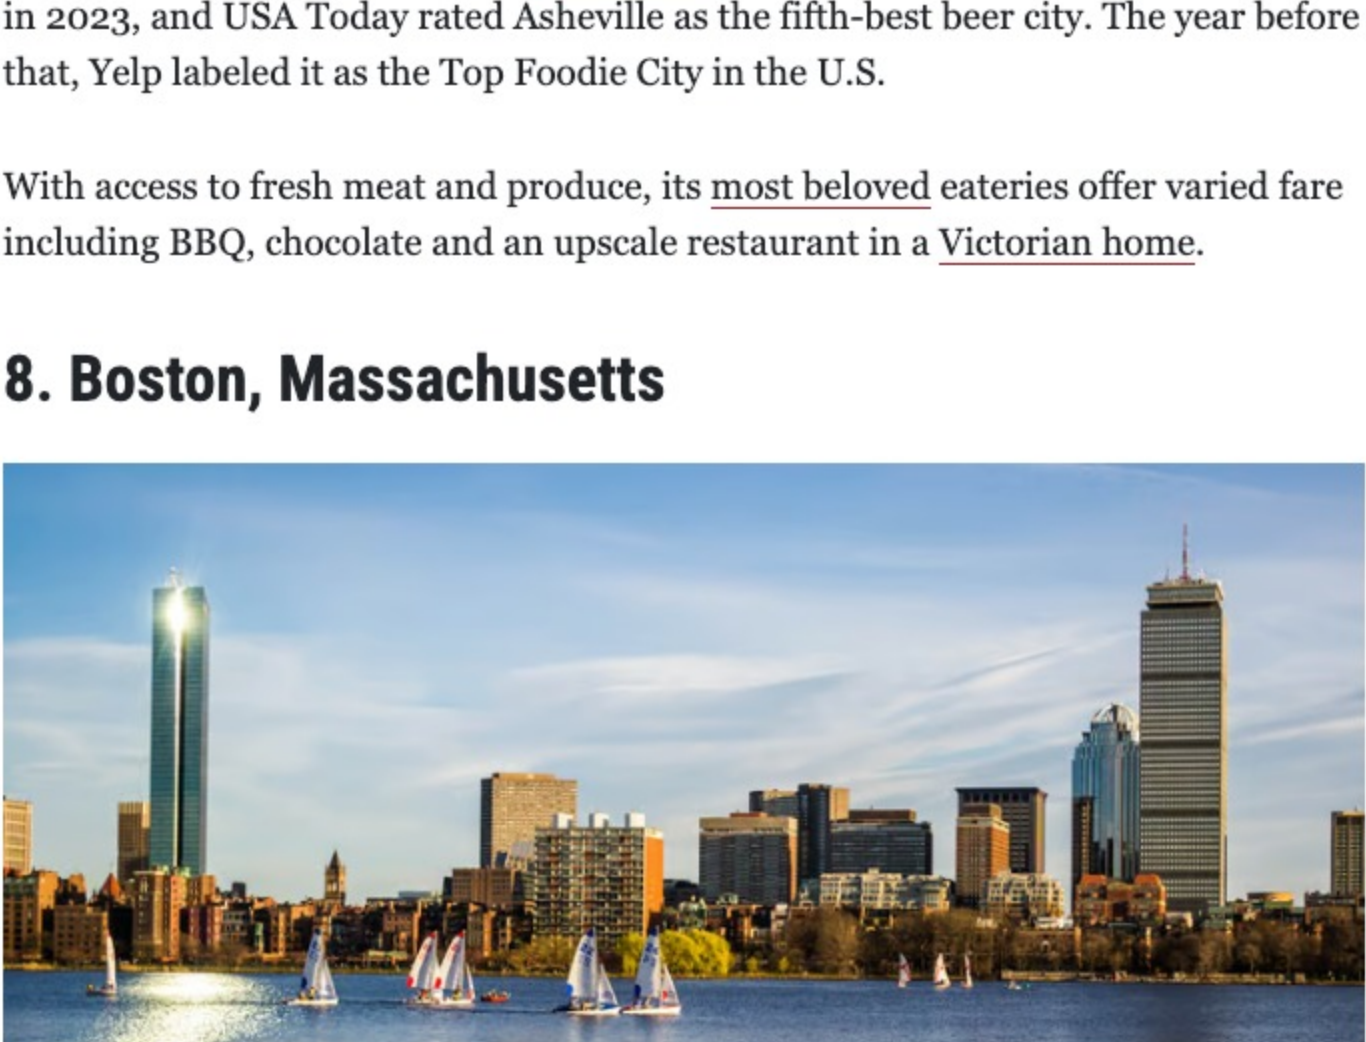 in 2023, and USA Today rated Asheville as the fifth-best beer city. The year before
that, Yelp labeled it as the Top Foodie City in the U.S.
With access to fresh meat and produce, its most beloved eateries offer varied fare
including BBQ, chocolate and an upscale restaurant in a Victorian home.
8. Boston, Massachusetts